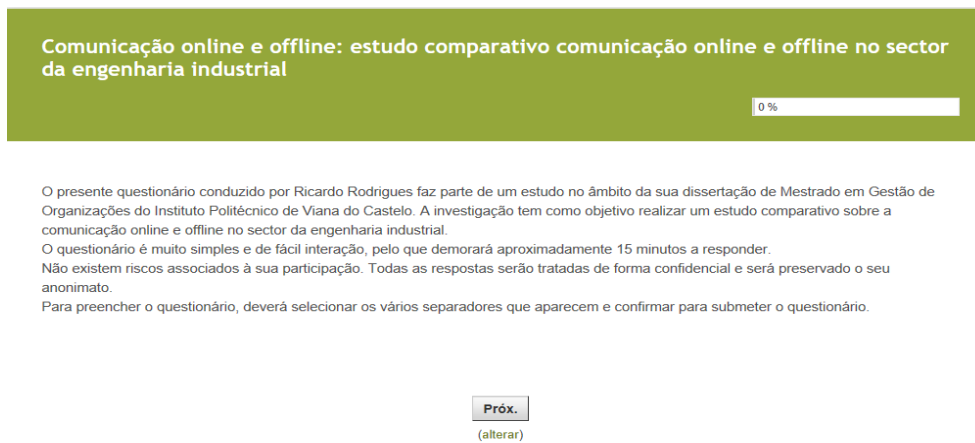 Comunicação online e offline: estudo comparativo comunicação online e offline no sector
da engenharia industrial
0 %
O presente questionário conduzido por Ricardo Rodrigues faz parte de um estudo no âmbito da sua dissertação de Mestrado em Gestão de
Organizações do Instituto Politécnico de Viana do Castelo. A investigação tem como objetivo realizar um estudo comparativo sobre a
comunicação online e offline no sector da engenharia industrial.
O questionário é muito simples e de fácil interação, pelo que demorará aproximadamente 15 minutos a responder.
Não existem riscos associados à sua participação. Todas as respostas serão tratadas de forma confidencial e será preservado o seu
anonimato.
Para preencher o questionário, deverá selecionar os vários separadores que aparecem e confirmar para submeter o questionário.
Próx.
(alterar)